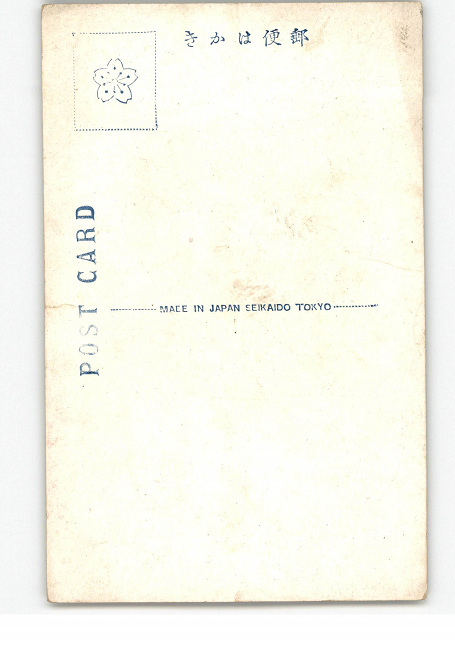 郵便はかき
POST CARD
MADE IN JAPAN SEIKAIDO TOKYO